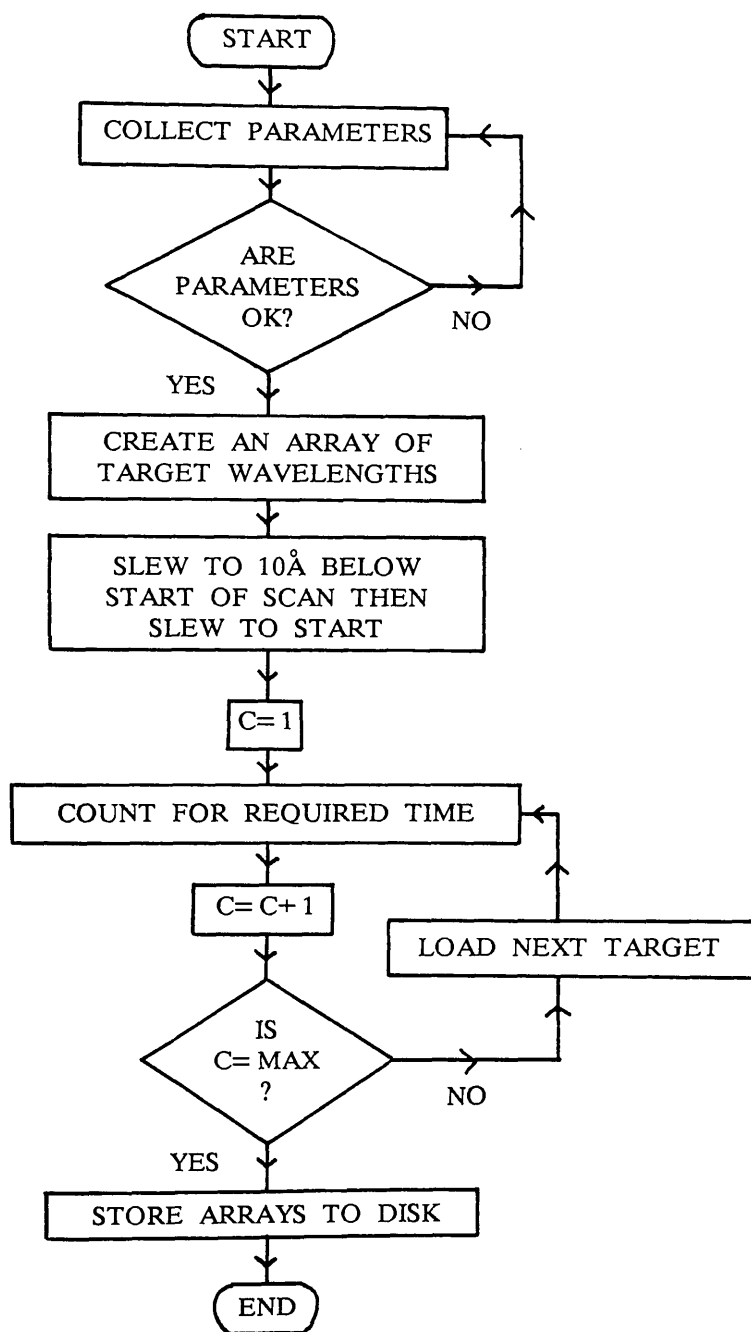 START
COLLECT PARAMETERS
ARE
PARAMETERS
OK?
NO
YES
CREATE AN ARRAY OF
TARGET WAVELENGTHS
SLEW TO 10Å BELOW
START OF SCAN THEN
SLEW TO START
C= 1
COUNT FOR REQUIRED TIME
C= C+ 1
LOAD NEXT TARGET
IS
C= MAX
?
NO
YES
STORE ARRAYS TO DISK
END